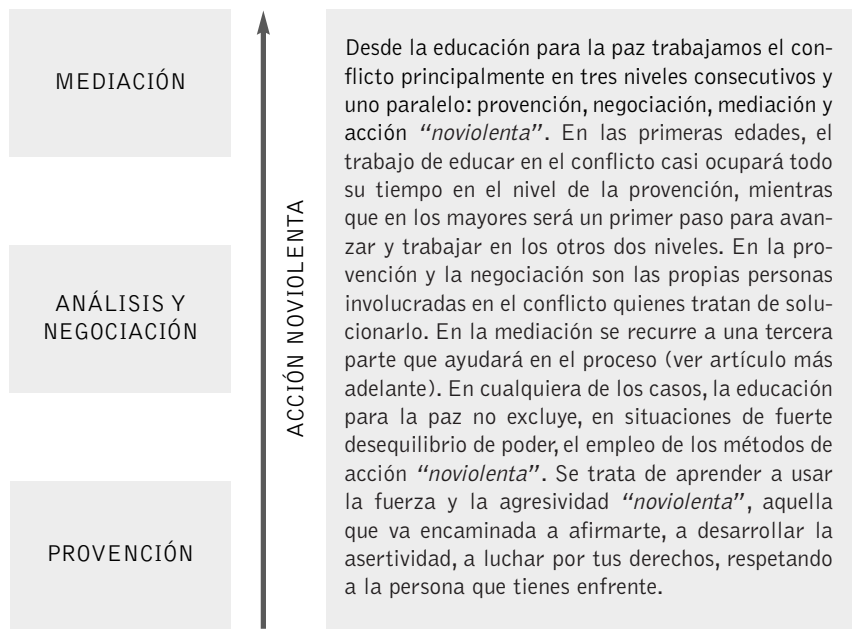 MEDIACIÓN
ANÁLISIS Y
NEGOCIACIÓN
PROVENCIÓN
ACCIÓN NOVIOLENTA
Desde la educación para la paz trabajamos el con-
flicto principalmente en tres niveles consecutivos y
uno paralelo: provención, negociación, mediación y
acción “noviolenta”. En las primeras edades, el
trabajo de educar en el conflicto casi ocupará todo
su tiempo en el nivel de la provención, mientras
que en los mayores será un primer paso para avan-
zar y trabajar en los otros dos niveles. En la pro-
vención y la negociación son las propias personas
involucradas en el conflicto quienes tratan de solu-
cionarlo. En la mediación se recurre a una tercera
parte que ayudará en el proceso (ver artículo más
adelante). En cualquiera de los casos, la educación
para la paz no excluye, en situaciones de fuerte
desequilibrio de poder, el empleo de los métodos de
acción “noviolenta”. Se trata de aprender a usar
la fuerza y la agresividad “noviolenta”, aquella
que va encaminada a afirmarte, a desarrollar la
asertividad, a luchar por tus derechos, respetando
a la persona que tienes enfrente.